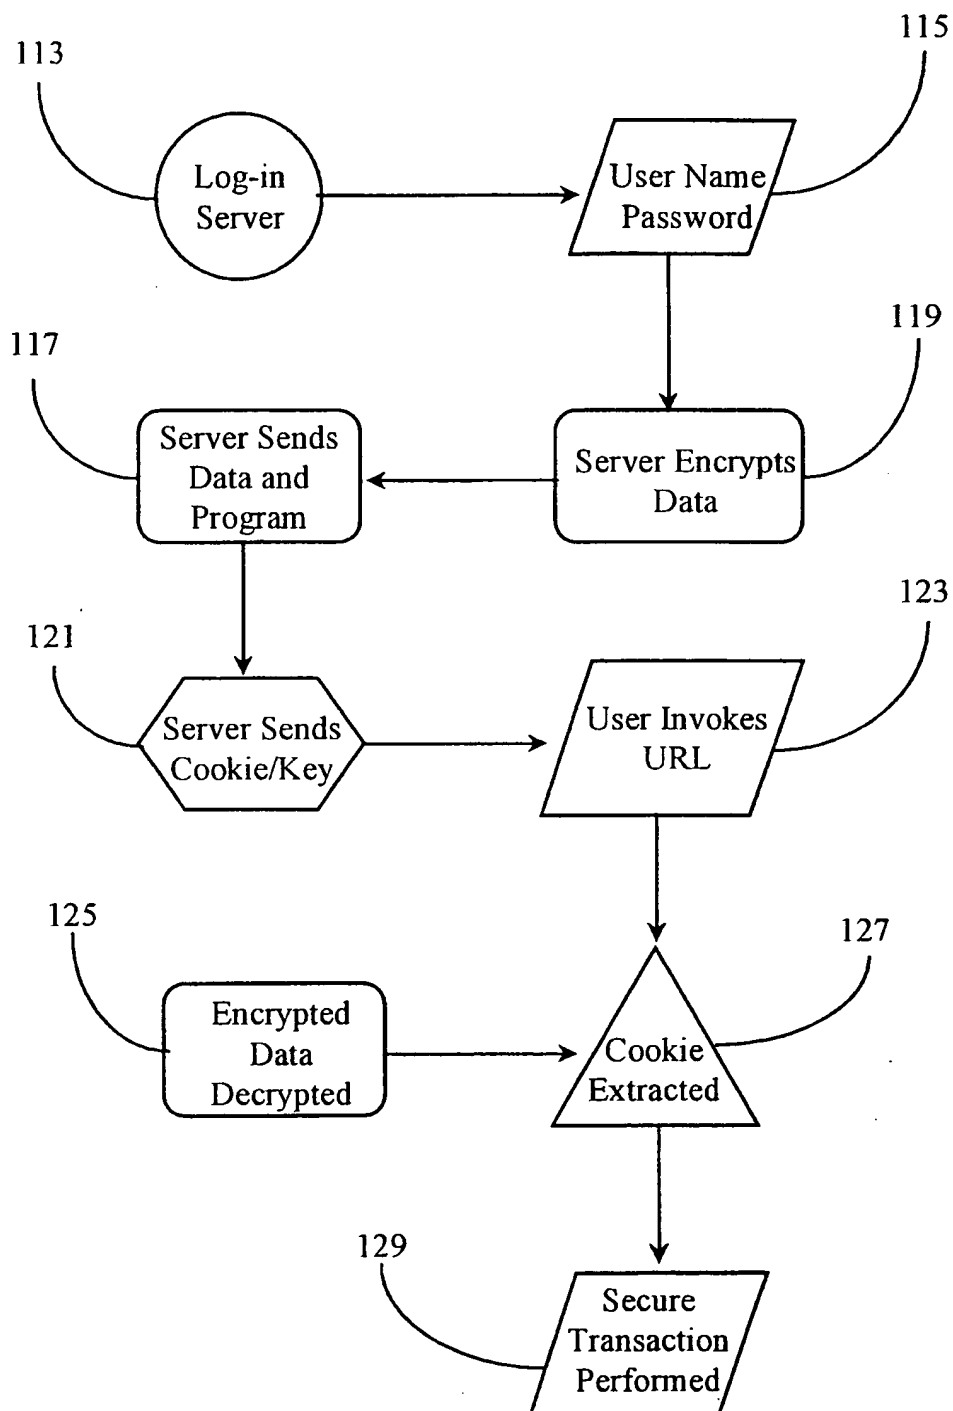 113
115
Log-in
Server
User Name
Password
117
119
Server Sends
Data and
Program
Server Encrypts
Data
121
123
Server Sends
Cookie/Key
User Invokes
URL
125
127
Encrypted
Data
Decrypted
Cookie
Extracted
129
Secure
Transaction
Performed